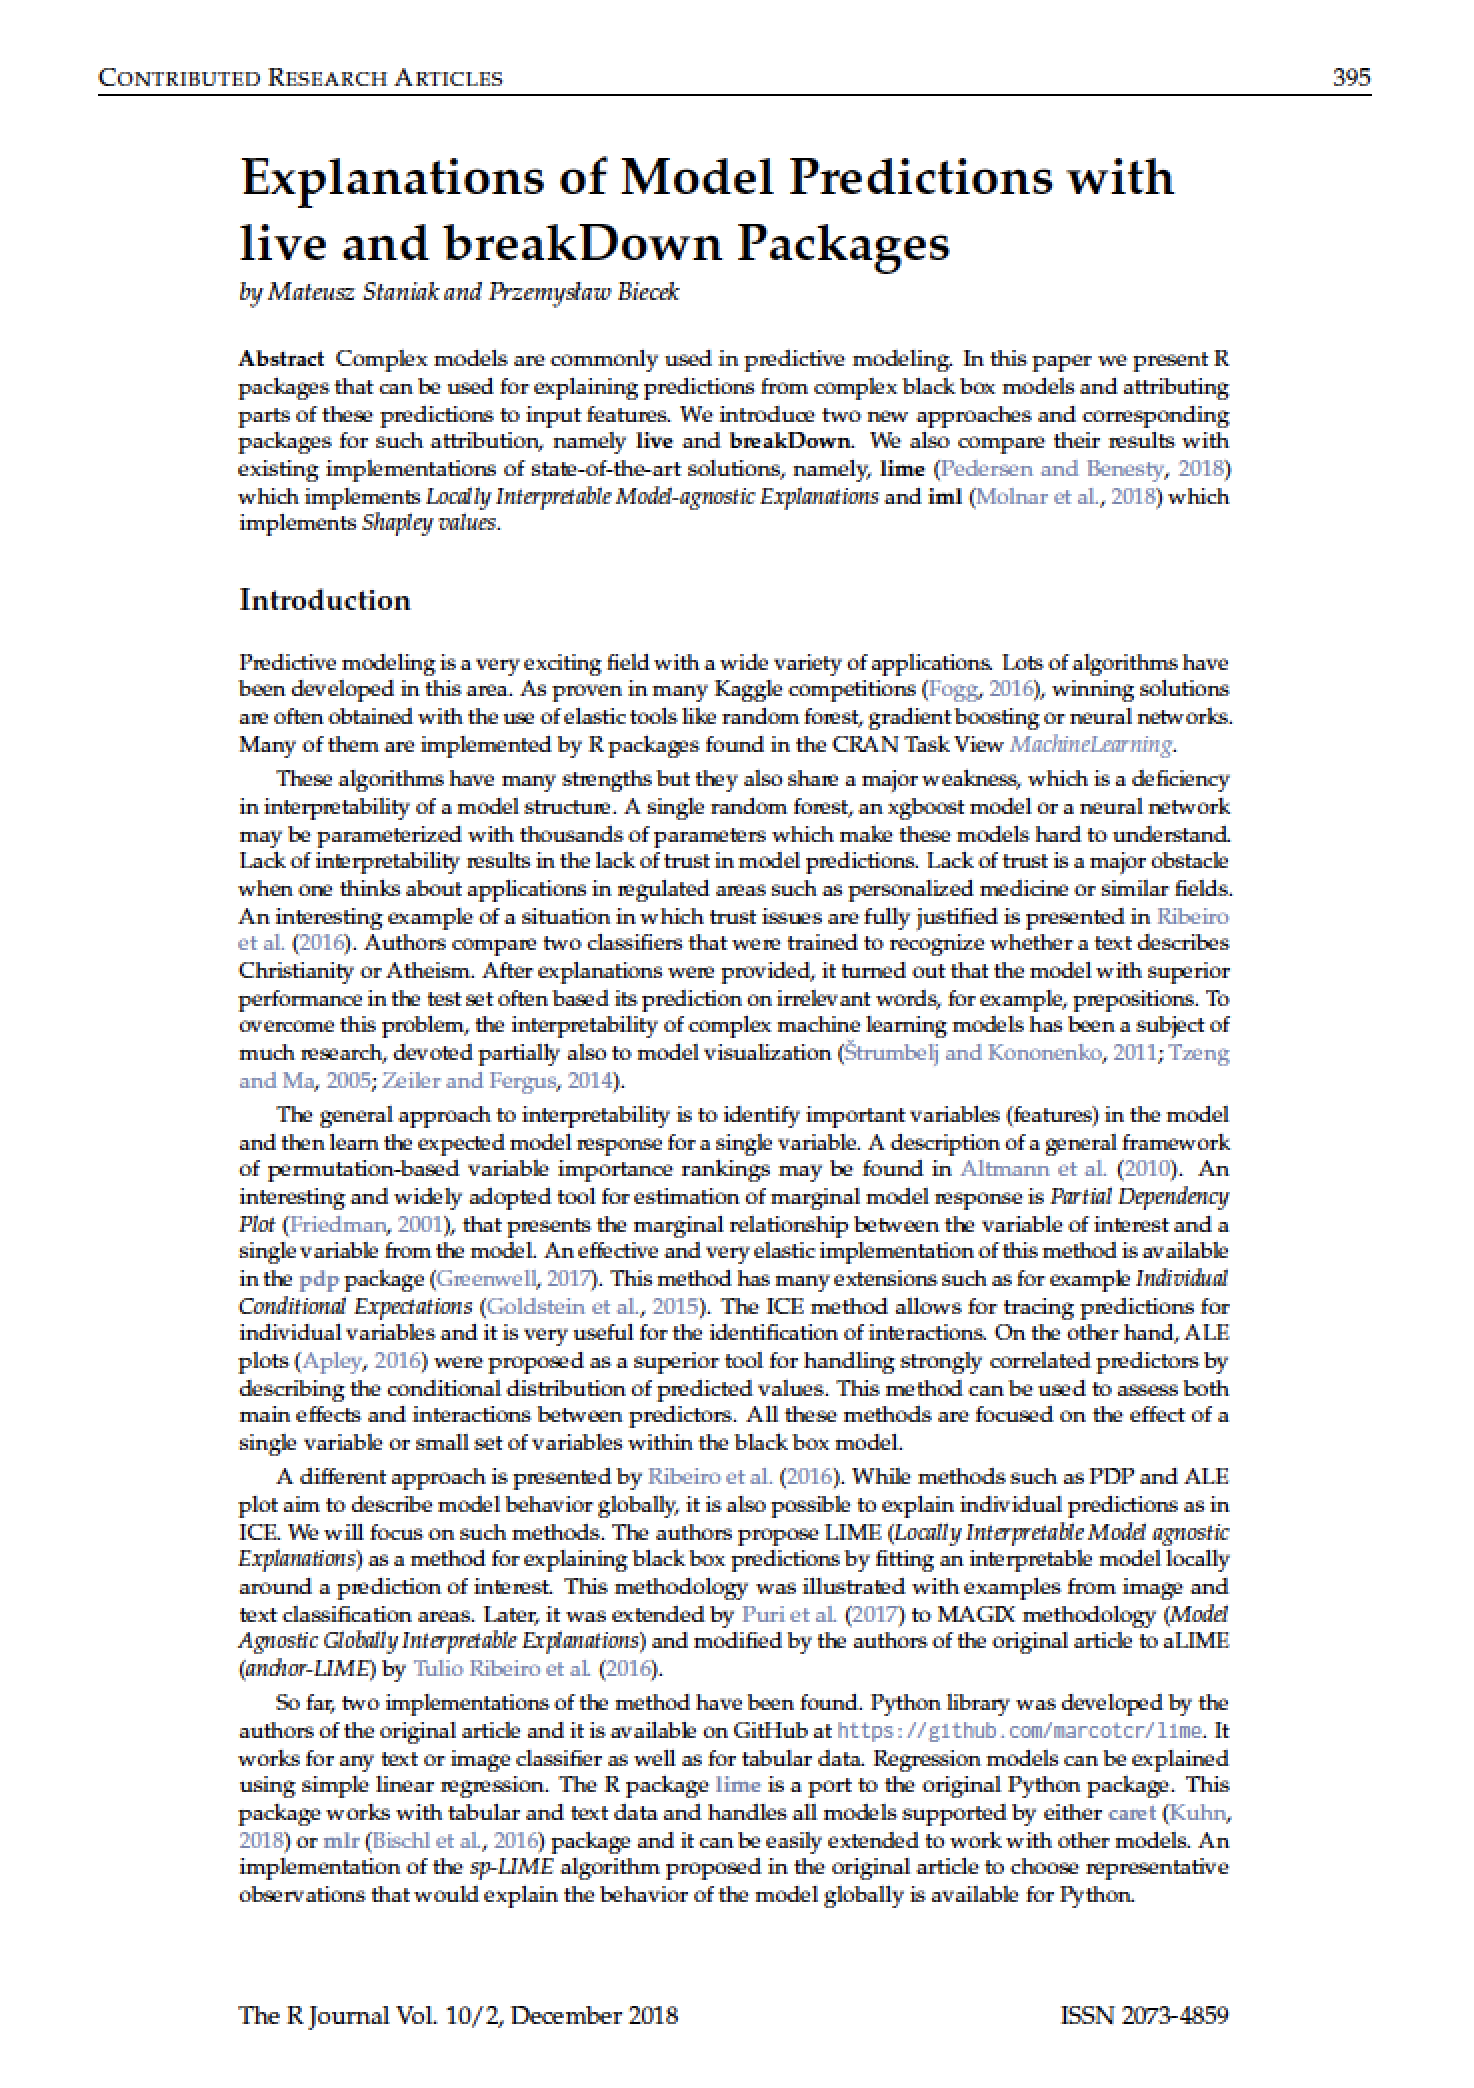 CONTRIBUTED RESEARCH ARTICLES 395
Explanations of Model Predictions with
live and breakDown Packages
by Mateusz Staniak and Przemysław Biecek
Abstract Complex models are commonly used in predictive modeling. In this paper we present R
packages that can be used for explaining predictions from complex black box models and attributing
parts of these predictions to input features. We introduce two new approaches and corresponding
packages for such attribution, namely live and breakDown. We also compare their results with
existing implementations of state-of-the-art solutions, namely, lime (Pedersen and Benesty, 2018)
which implements Locally Interpretable Model-agnostic Explanations and iml (Molnar et al., 2018) which
implements Shapley values.
Introduction
Predictive modeling is a very exciting field with a wide variety of applications. Lots of algorithms have
been developed in this area. As proven in many Kaggle competitions (Fogg, 2016), winning solutions
are often obtained with the use of elastic tools like random forest, gradient boosting or neural networks.
Many of them are implemented by R packages found in the CRAN Task View MachineLearning.
These algorithms have many strengths but they also share a major weakness, which is a deficiency
in interpretability of a model structure. A single random forest, an xgboost model or a neural network
may be parameterized with thousands of parameters which make these models hard to understand.
Lack of interpretability results in the lack of trust in model predictions. Lack of trust is a major obstacle
when one thinks about applications in regulated areas such as personalized medicine or similar fields.
An interesting example of a situation in which trust issues are fully justified is presented in Ribeiro
et al. (2016). Authors compare two classifiers that were trained to recognize whether a text describes
Christianity or Atheism. After explanations were provided, it turned out that the model with superior
performance in the test set often based its prediction on irrelevant words, for example, prepositions. To
overcome this problem, the interpretability of complex machine learning models has been a subject of
much research, devoted partially also to model visualization (Štrumbelj and Kononenko, 2011; Tzeng
and Ma, 2005; Zeiler and Fergus, 2014).
The general approach to interpretability is to identify important variables (features) in the model
and then learn the expected model response for a single variable. A description of a general framework
of permutation-based variable importance rankings may be found in Altmann et al. (2010). An
interesting and widely adopted tool for estimation of marginal model response is Partial Dependency
Plot (Friedman, 2001), that presents the marginal relationship between the variable of interest and a
single variable from the model. An effective and very elastic implementation of this method is available
in the pdp package (Greenwell, 2017). This method has many extensions such as for example Individual
Conditional Expectations (Goldstein et al., 2015). The ICE method allows for tracing predictions for
individual variables and it is very useful for the identification of interactions. On the other hand, ALE
plots (Apley, 2016) were proposed as a superior tool for handling strongly correlated predictors by
describing the conditional distribution of predicted values. This method can be used to assess both
main effects and interactions between predictors. All these methods are focused on the effect of a
single variable or small set of variables within the black box model.
A different approach is presented by Ribeiro et al. (2016). While methods such as PDP and ALE
plot aim to describe model behavior globally, it is also possible to explain individual predictions as in
ICE. We will focus on such methods. The authors propose LIME (Locally Interpretable Model agnostic
Explanations) as a method for explaining black box predictions by fitting an interpretable model locally
around a prediction of interest. This methodology was illustrated with examples from image and
text classification areas. Later, it was extended by Puri et al. (2017) to MAGIX methodology (Model
Agnostic Globally Interpretable Explanations) and modified by the authors of the original article to aLIME
(anchor-LIME) by Tulio Ribeiro et al. (2016).
So far, two implementations of the method have been found. Python library was developed by the
authors of the original article and it is available on GitHub at https://github.com/marcotcr/lime. It
works for any text or image classifier as well as for tabular data. Regression models can be explained
using simple linear regression. The R package lime is a port to the original Python package. This
package works with tabular and text data and handles all models supported by either caret (Kuhn,
2018) or mlr (Bischl et al., 2016) package and it can be easily extended to work with other models. An
implementation of the sp-LIME algorithm proposed in the original article to choose representative
observations that would explain the behavior of the model globally is available for Python.
The R Journal Vol. 10/2, December 2018 ISSN 2073-4859